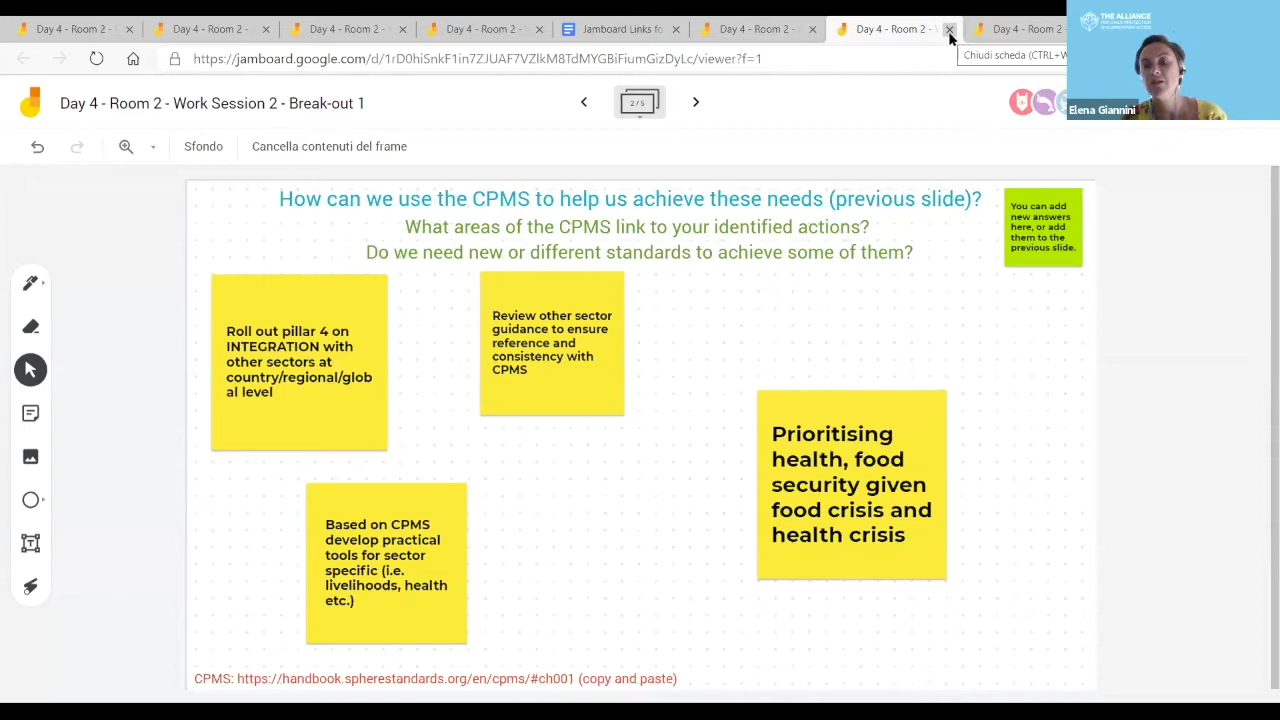 Day 4 - Room 2 -
Day 4 - Room 2 -
Day 4 - Room 2 -
Day 4 - Room 2 -
Jamboard Links fo
Day 4 - Room 2 -
Day 4 - Room 2 -
Day 4 - Room 2
THE ALLIANCE
FOR CHILD PROTECTION
IN HUMANITARIAN ACTION
https://jamboard.google.com/d/1rD0hiSnkF1in7ZJUAF7VZlkM8TdMYGBiFiumGizDyLc/viewer?f=1
Chiudi scheda (CTRL+W
Elena Giannini
Day 4 - Room 2 - Work Session 2 - Break-out 1
2 / 5
Sfondo
Cancella contenuti del frame
How can we use the CPMS to help us achieve these needs (previous slide)?
What areas of the CPMS link to your identified actions?
Do we need new or different standards to achieve some of them?
You can add
new answers
here, or add
them to the
previous slide.
Roll out pillar 4 on
INTEGRATION with
other sectors at
country/regional/glob
al level
Review other sector
guidance to ensure
reference and
consistency with
CPMS
Prioritising
health, food
security given
food crisis and
health crisis
Based on CPMS
develop practical
tools for sector
specific (i.e.
livelihoods, health
etc.)
CPMS: https://handbook.spherestandards.org/en/cpms/#ch001 (copy and paste)